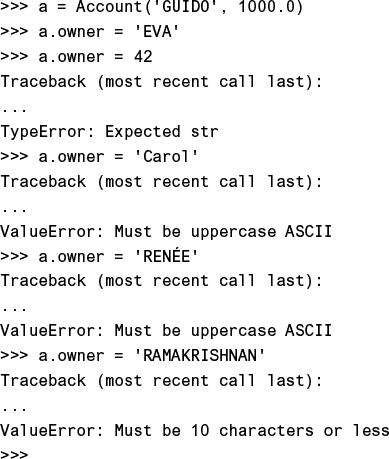 >>> a = Account('GUIDO', 1000.0)
>>> a.owner = 'EVA'
>>> a.owner = 42
Traceback (most recent call last):
...
TypeError: Expected str
>>> a.owner = 'Carol'
Traceback (most recent call last):
...
ValueError: Must be uppercase ASCII
>>> a.owner = 'RENÉE'
Traceback (most recent call last):
...
ValueError: Must be uppercase ASCII
>>> a.owner = 'RAMAKRISHNAN'
Traceback (most recent call last):
...
ValueError: Must be 10 characters or less
>>>